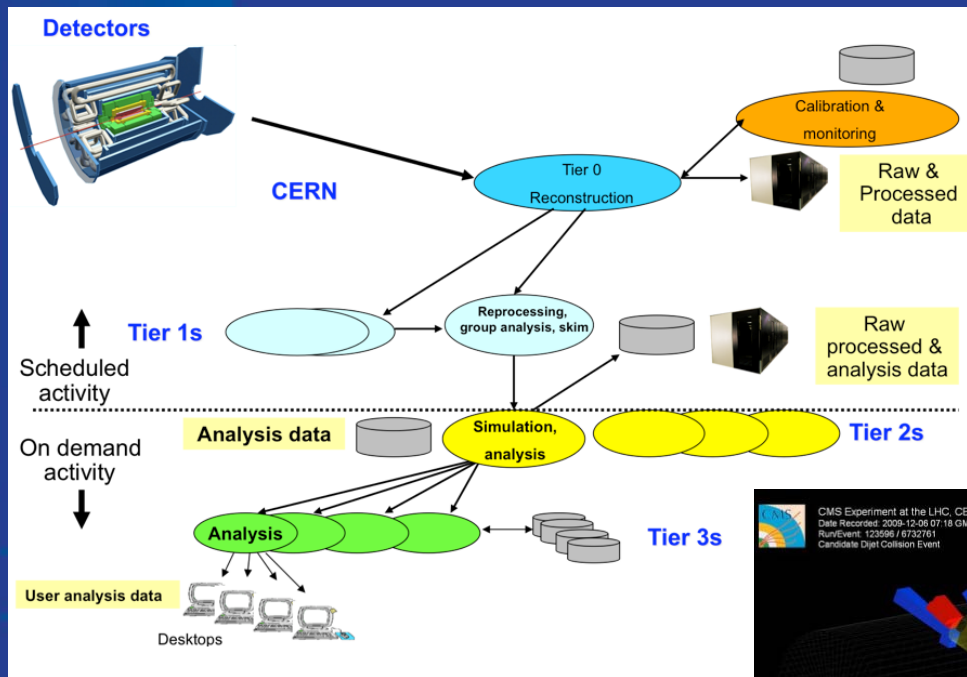 Detectors
Calibration &
monitoring
Tier 0
Reconstruction
CERN
Raw &
Processed
data
Tier 1s
Reprocessing,
group analysis, skim
Raw
processed &
analysis data
Scheduled
activity
On demand
activity
Analysis data
Simulation,
analysis
Tier 2s
Analysis
Tier 3s
User analysis data
Desktops
CMS
CMS Experiment at the LHC, CE
Date Recorded: 2009-12-06 07:18 GM
Run/Event: 123596 / 6732761
Candidate Dijet Collision Event